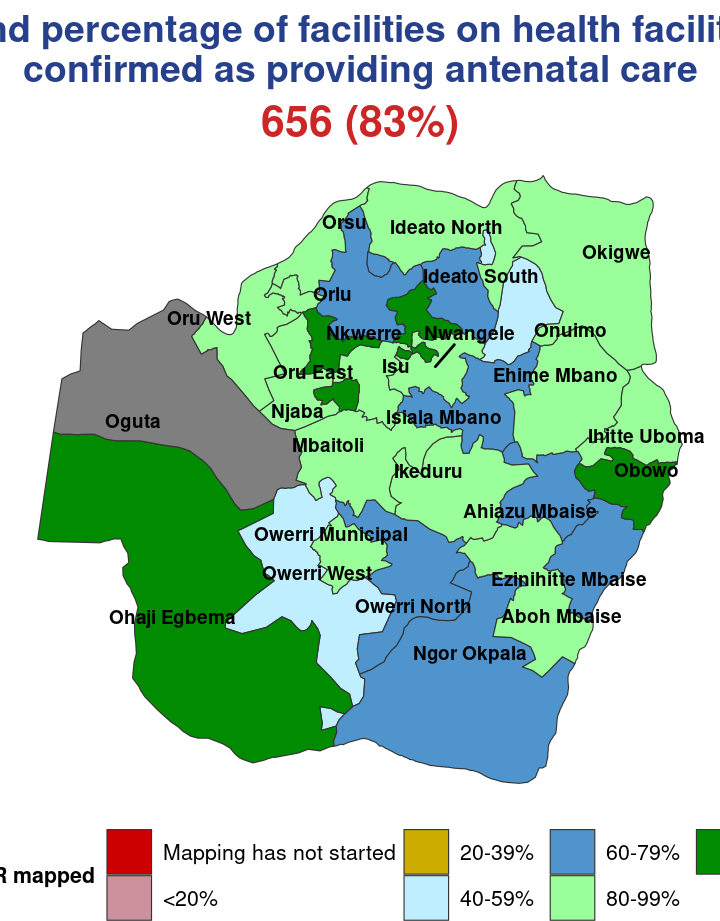 nd percentage of facilities on health facilit
confirmed as providing antenatal care
656 (83%)
Orsu
Ideato North
Okigwe
Ideato South
Orlu
Oru West
Nkwerre
Nwangele
Onuimo
Isu
Oru East
Ehime Mbano
Njaba
Isiala Mbano
Oguta
Ihitte Uboma
Mbaitoli
Ikeduru
Obowo
Ahiazu Mbaise
Owerri Municipal
Owerri West
Ezinihitte Mbaise
Owerri North
Ohaji Egbema
Aboh Mbaise
Ngor Okpala
R mapped
Mapping has not started
20-39%
60-79%
<20%
40-59%
80-99%